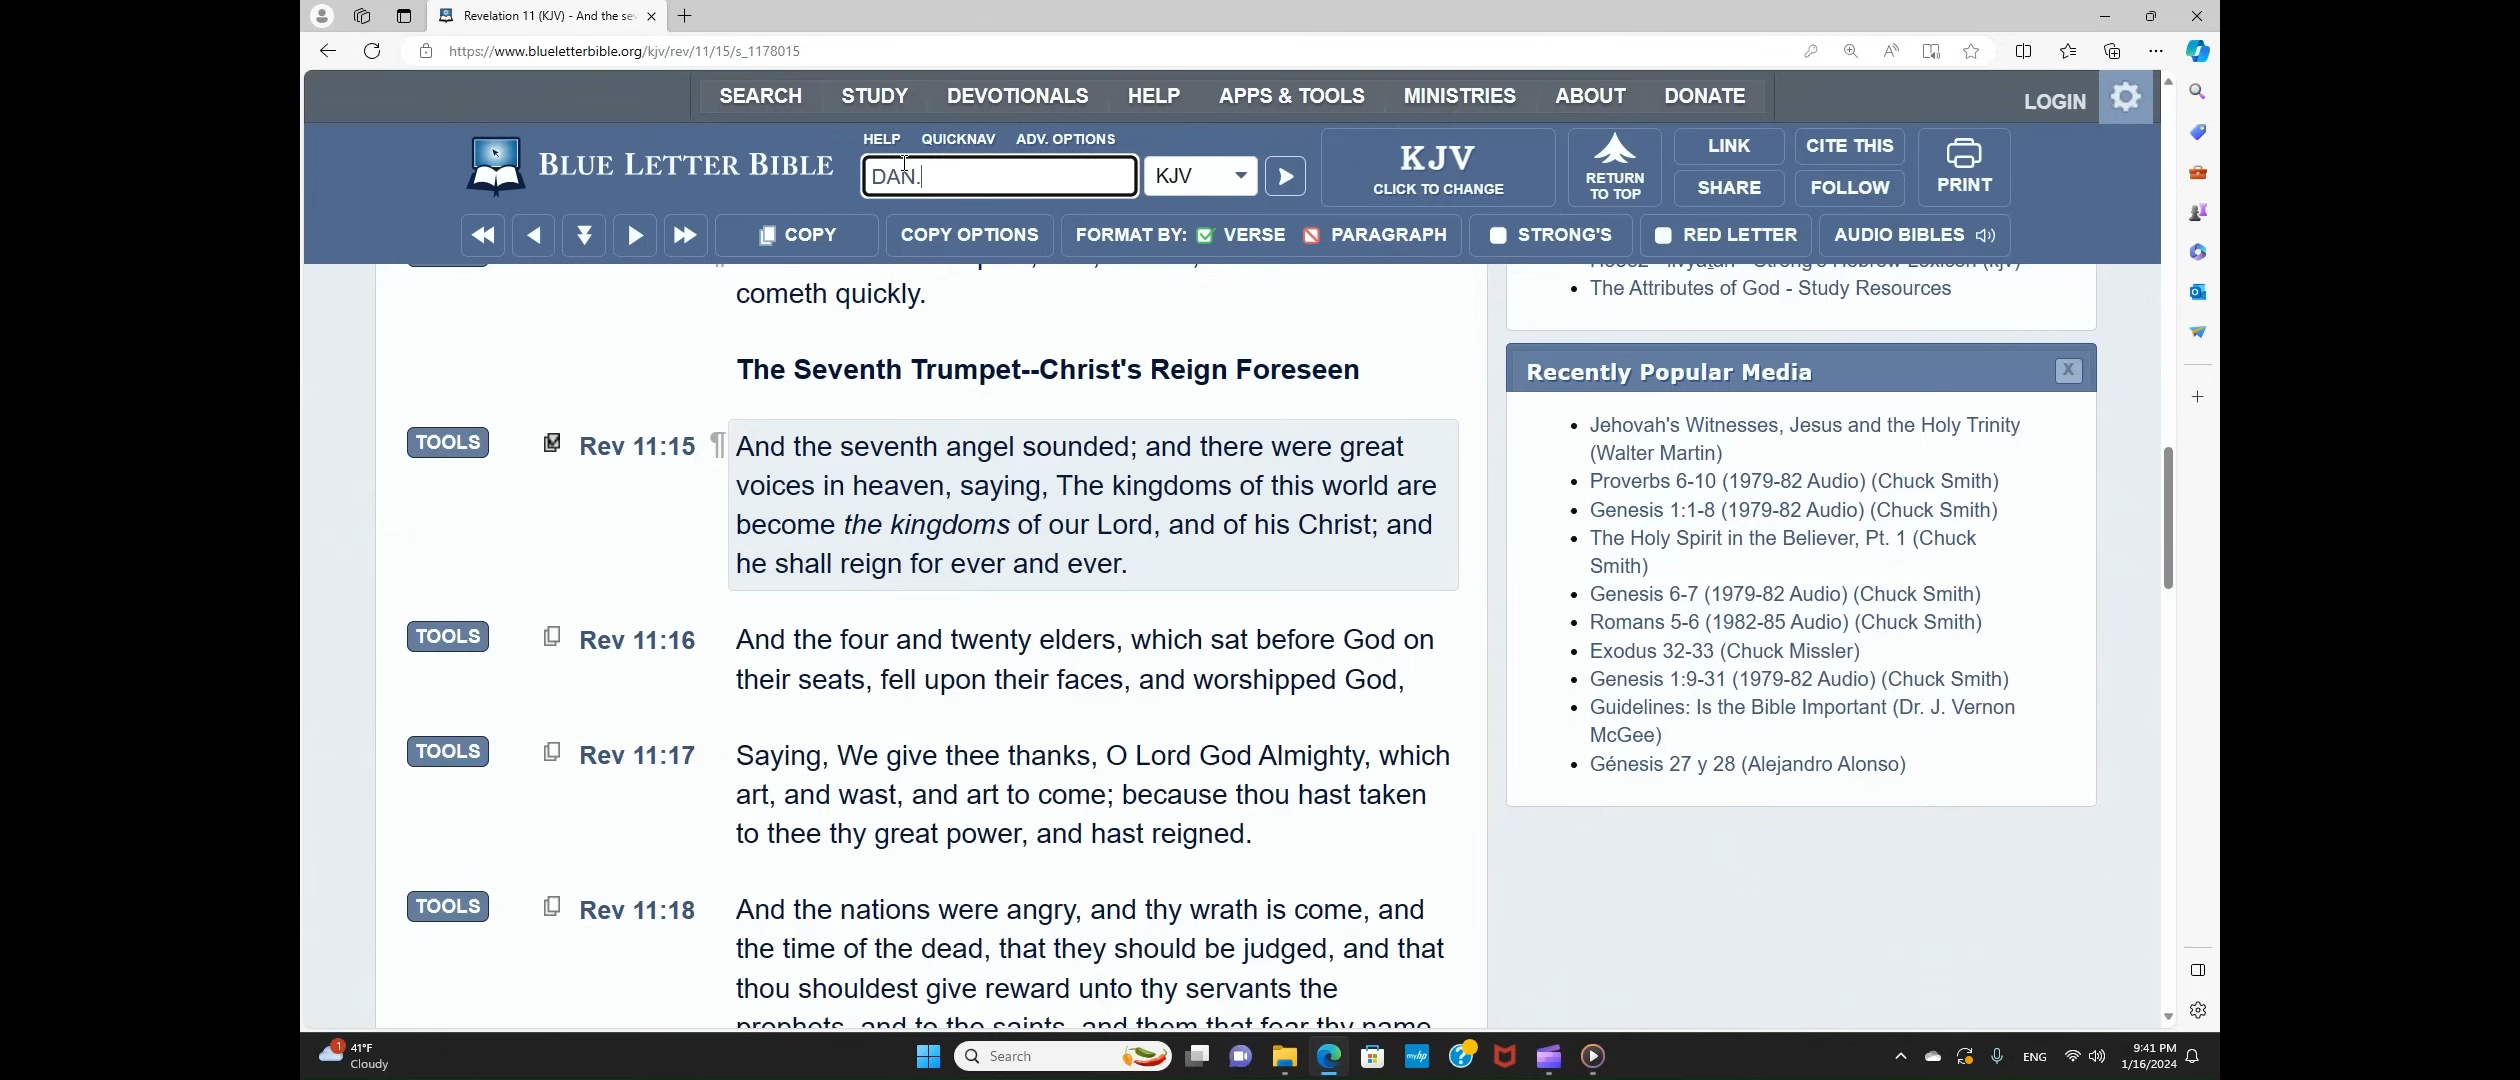 Revelation 11 (KJV) - And the se
https://www.blueletterbible.org/kjv/rev/11/15/s_1178015
SEARCH STUDY DEVOTIONALS HELP APPS & TOOLS MINISTRIES ABOUT DONATE
LOGIN
BLUE LETTER BIBLE
HELP QUICKNAV ADV. OPTIONS
DAN.
KJV
KJV
CLICK TO CHANGE
RETURN
TO TOP
LINK
SHARE
CITE THIS
FOLLOW
PRINT
COPY COPY OPTIONS FORMAT BY: VERSE PARAGRAPH STRONG'S RED LETTER AUDIO BIBLES
cometh quickly.
The Seventh Trumpet--Christ's Reign Foreseen
TOOLS Rev 11:15 ¶ And the seventh angel sounded; and there were great
voices in heaven, saying, The kingdoms of this world are
become the kingdoms of our Lord, and of his Christ; and
he shall reign for ever and ever.
TOOLS Rev 11:16 And the four and twenty elders, which sat before God on
their seats, fell upon their faces, and worshipped God,
TOOLS Rev 11:17 Saying, We give thee thanks, O Lord God Almighty, which
art, and wast, and art to come; because thou hast taken
to thee thy great power, and hast reigned.
TOOLS Rev 11:18 And the nations were angry, and thy wrath is come, and
the time of the dead, that they should be judged, and that
thou shouldest give reward unto thy servants the
prophets, and to the saints, and them that fear thy name,
• The Attributes of God - Study Resources
Recently Popular Media X
• Jehovah's Witnesses, Jesus and the Holy Trinity
(Walter Martin)
• Proverbs 6-10 (1979-82 Audio) (Chuck Smith)
• Genesis 1:1-8 (1979-82 Audio) (Chuck Smith)
• The Holy Spirit in the Believer, Pt. 1 (Chuck
Smith)
• Genesis 6-7 (1979-82 Audio) (Chuck Smith)
• Romans 5-6 (1982-85 Audio) (Chuck Smith)
• Exodus 32-33 (Chuck Missler)
• Genesis 1:9-31 (1979-82 Audio) (Chuck Smith)
• Guidelines: Is the Bible Important (Dr. J. Vernon
McGee)
• Génesis 27 y 28 (Alejandro Alonso)
1
41°F
Cloudy
Search
myhp
ENG
9:41 PM
1/16/2024